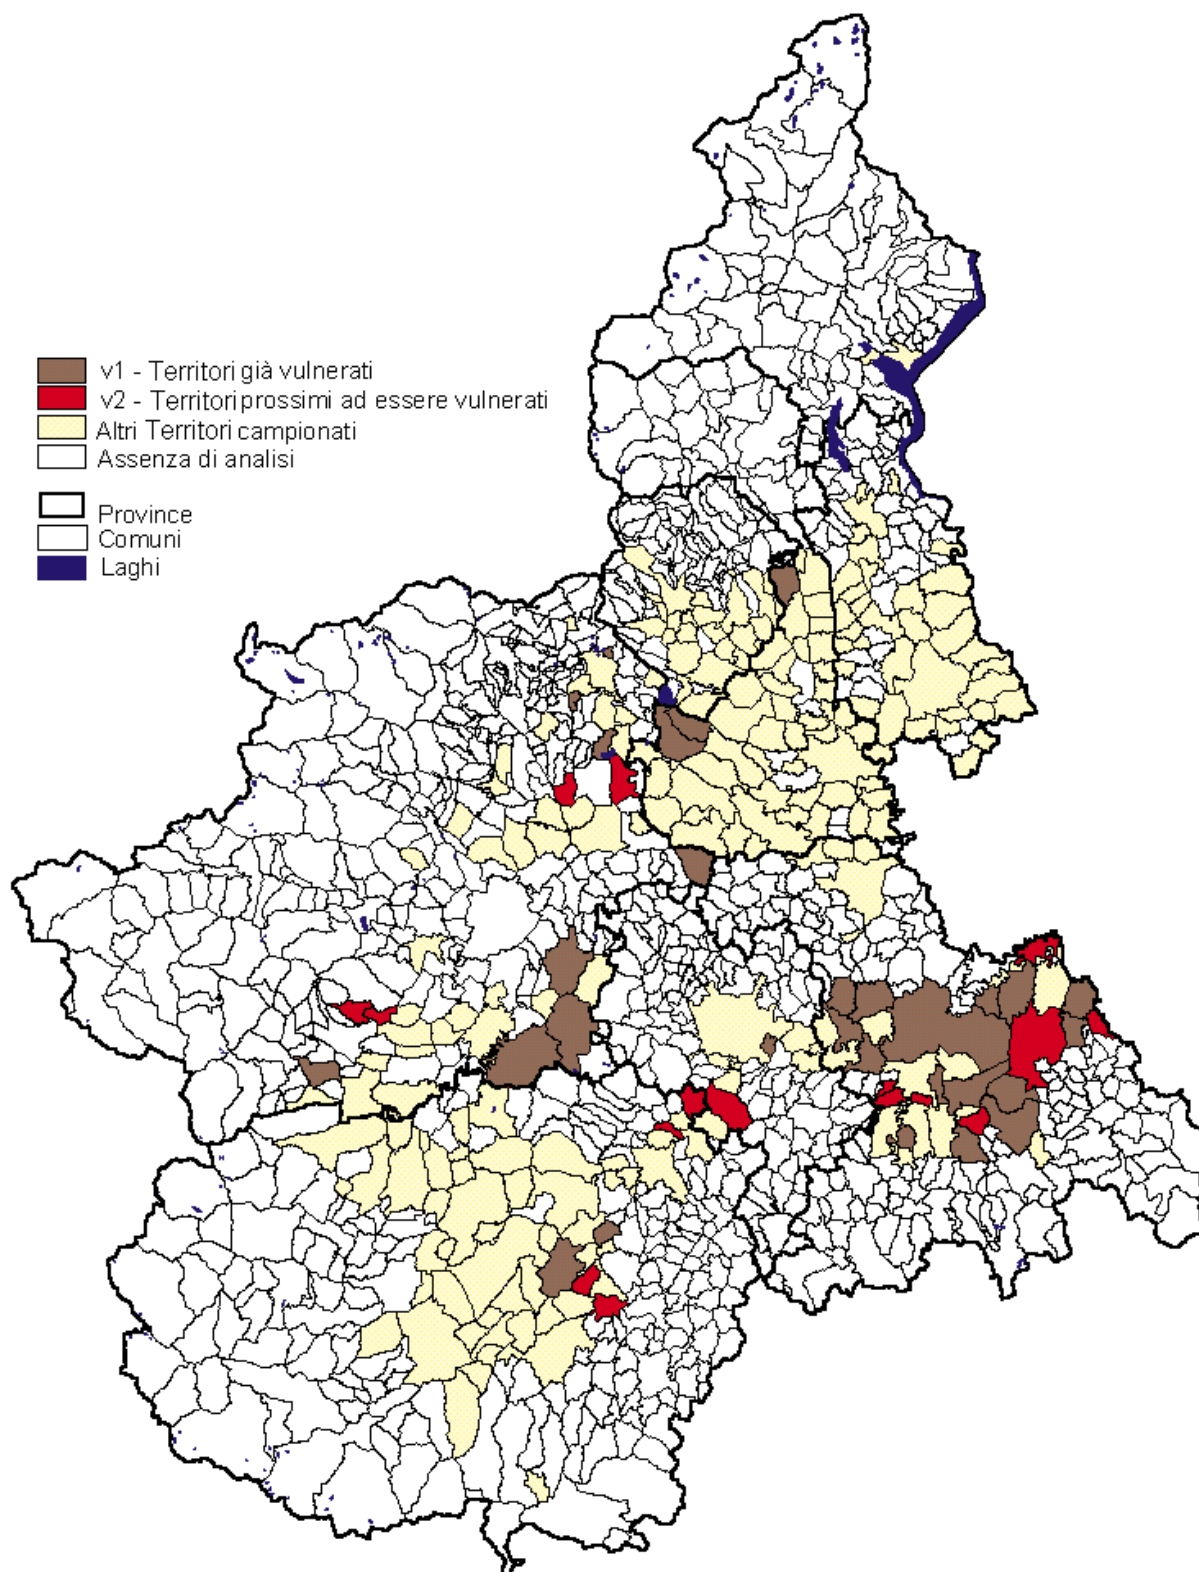 v1 - Territori già vulnerati
v2 - Territori prossimi ad essere vulnerati
Altri Territori campionati
Assenza di analisi
Province
Comuni
Laghi